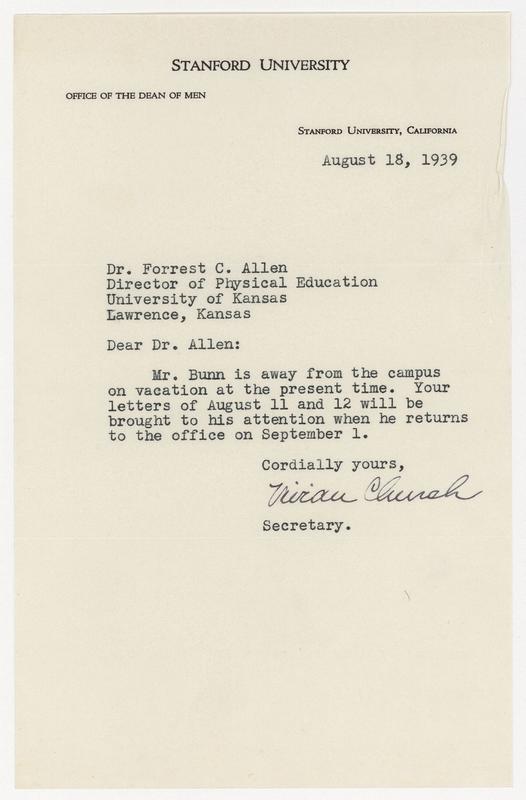 STANFORD UNIVERSITY
OFFICE OF THE DEAN OF MEN
STANFORD UNIVERSITY, CALIFORNIA
August 18, 1939
Dr. Forrest C. Allen
Director of Physical Education
University of Kansas
Lawrence, Kansas
Dear Dr. Allen:
Mr. Bunn is away from the campus
on vacation at the present time. Your
letters of August 11 and 12 will be
brought to his attention when he returns
to the office on September 1.
Cordially yours,
Vivian Church
Secretary.